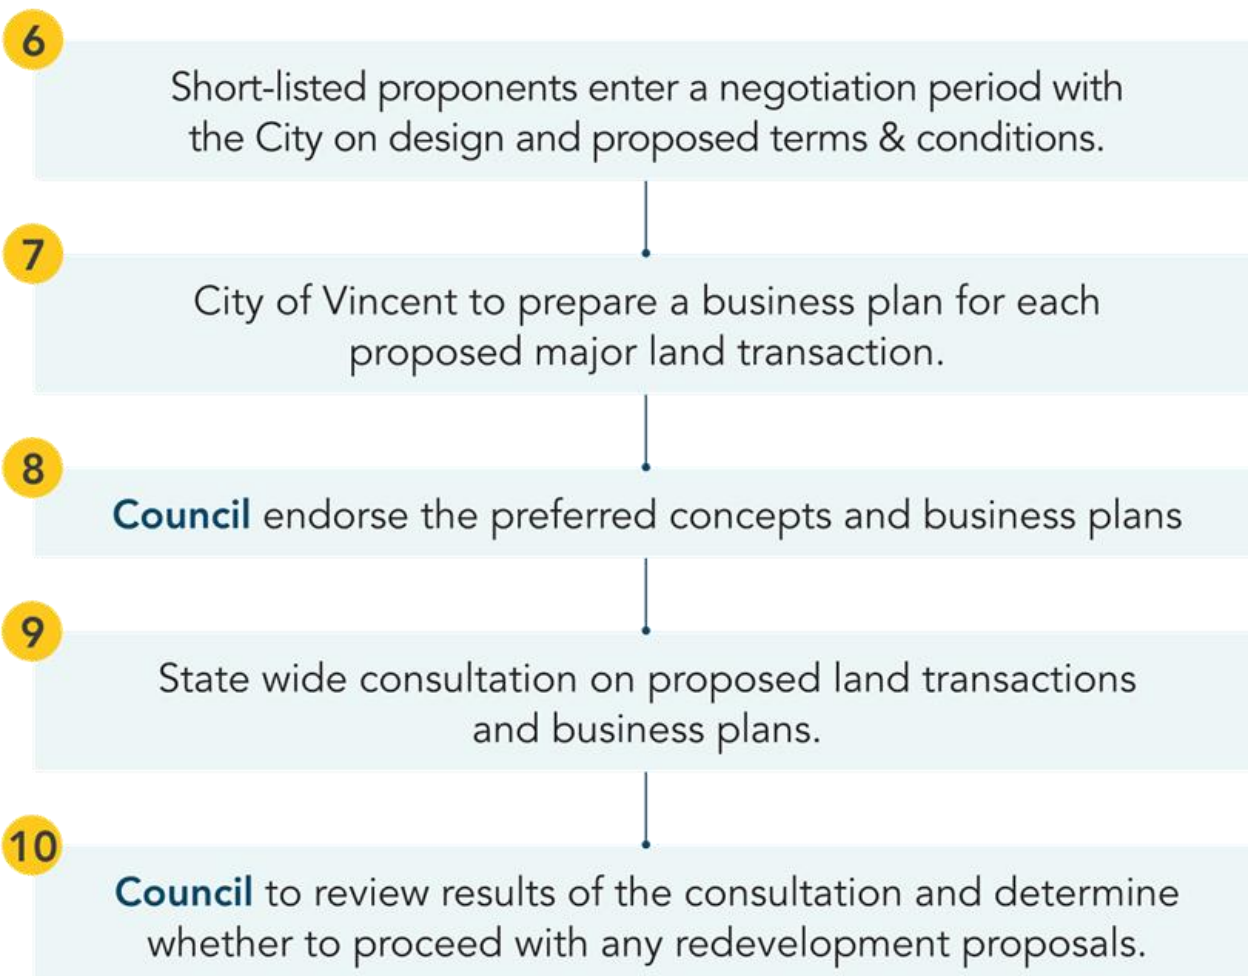 6
Short-listed proponents enter a negotiation period with
the City on design and proposed terms & conditions.
7
City of Vincent to prepare a business plan for each
proposed major land transaction.
8
Council endorse the preferred concepts and business plans
9
State wide consultation on proposed land transactions
and business plans.
10
Council to review results of the consultation and determine
whether to proceed with any redevelopment proposals.